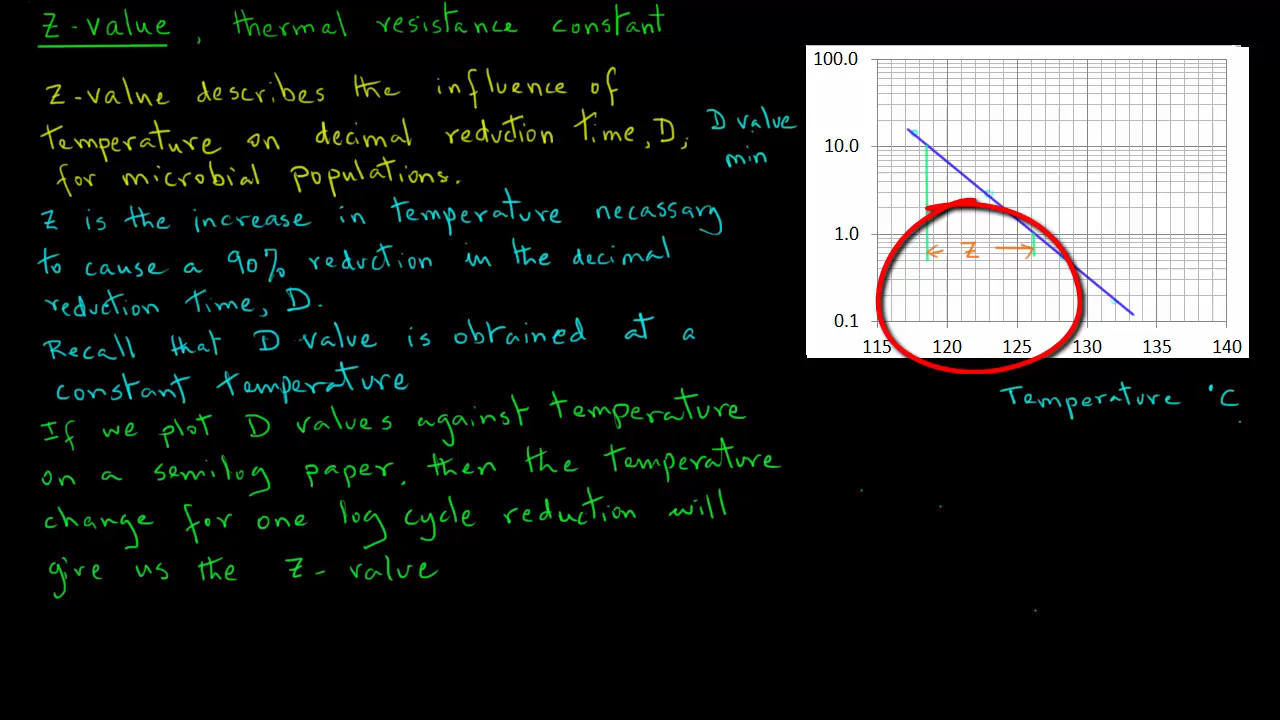 Z-value, thermal resistance constant
Z-value describes the influence of
temperature on decimal reduction time, D,
for microbial populations.
Z is the increase in temperature necassary
to cause a 90% reduction in the decimal
reduction time, D.
Recall that D value is obtained at a
constant temperature
If we plot D values against temperature
on a semilog paper, then the temperature
change for one log cycle reduction will
give us the Z-value
D value
min
100.0
10.0
1.0
0.1
Z
115 120 125 130 135 140
Temperature °C